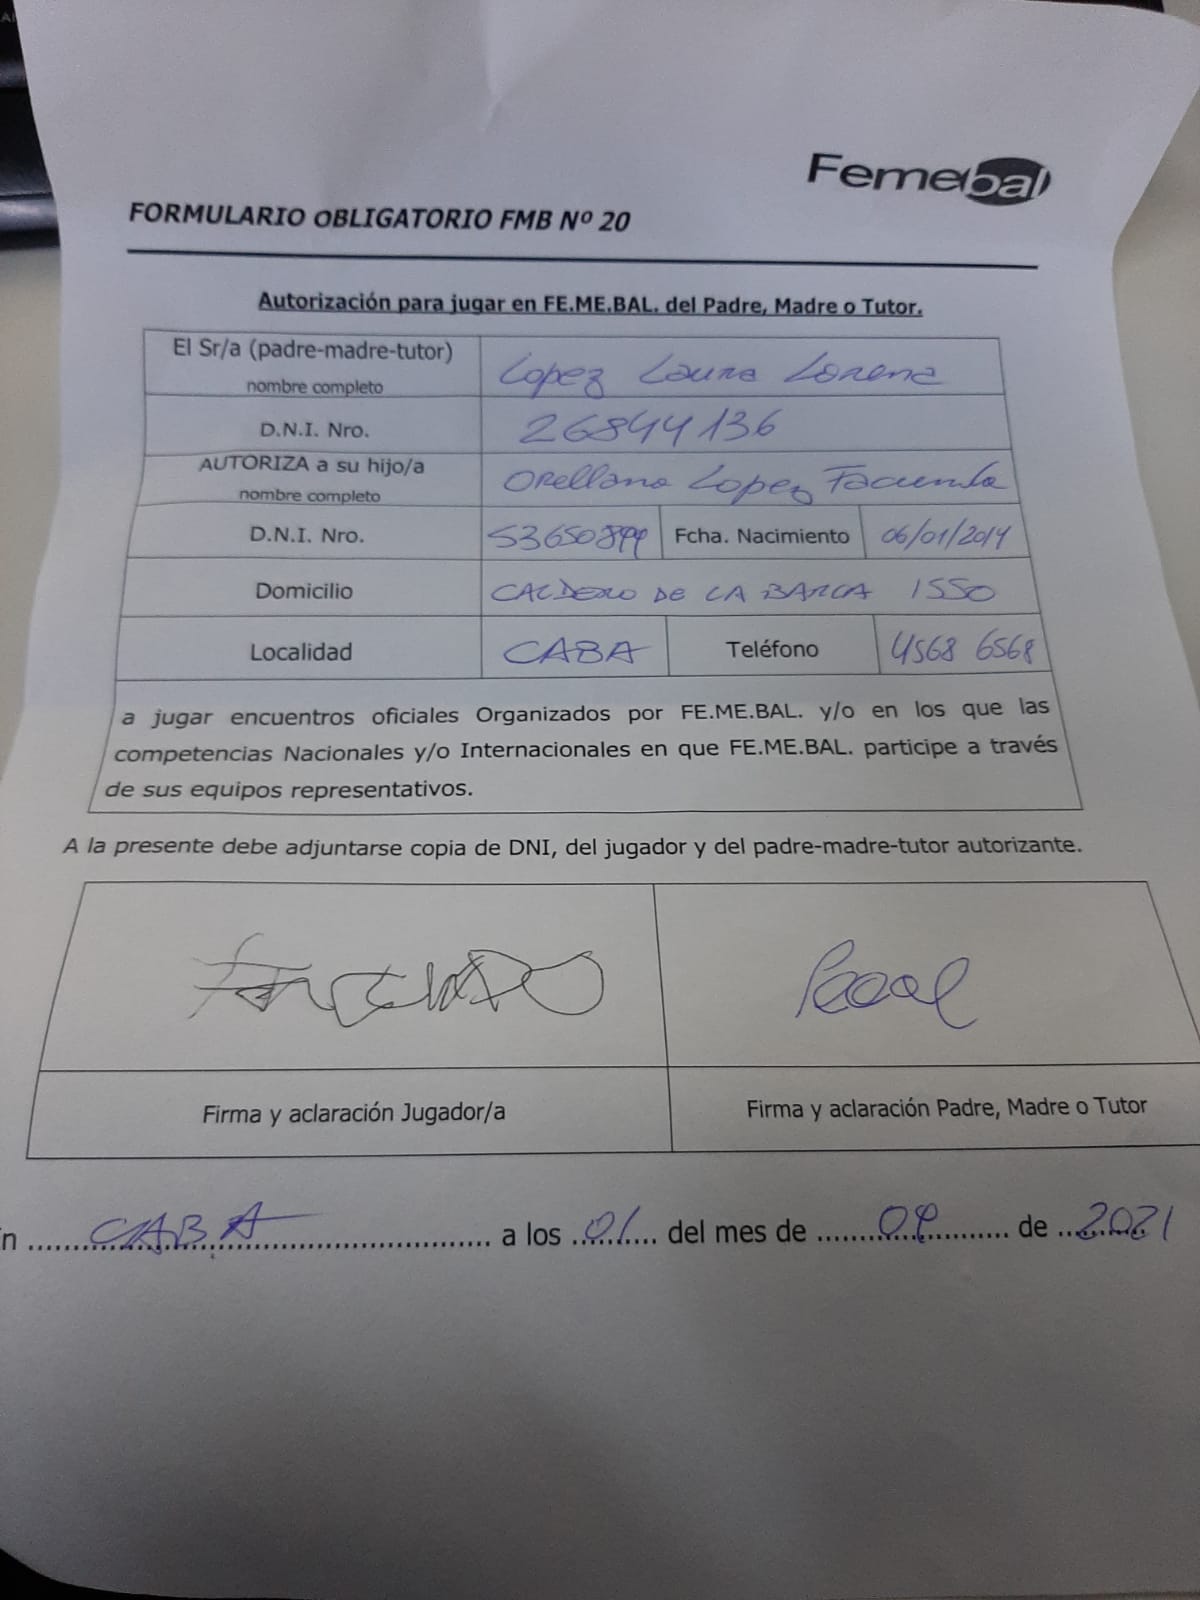 Femebal
FORMULARIO OBLIGATORIO FMB Nº 20
Autorización para jugar en FE.ME.BAL. del Padre, Madre o Tutor.
El Sr/a (padre-madre-tutor) nombre completo Lopez Laura Lorena
D.N.I. Nro. 26844136
AUTORIZA a su hijo/a nombre completo Orellana Lopez Facundo
D.N.I. Nro. 53650899 Fcha. Nacimiento 06/01/2014
Domicilio CALDERO DE LA BARCA 1550
Localidad CABA Teléfono 4568 6568
a jugar encuentros oficiales Organizados por FE.ME.BAL. y/o en los que las
competencias Nacionales y/o Internacionales en que FE.ME.BAL. participe a través
de sus equipos representativos.
A la presente debe adjuntarse copia de DNI, del jugador y del padre-madre-tutor autorizante.
Firma y aclaración Jugador/a Firma y aclaración Padre, Madre o Tutor
n CABA a los 01 del mes de de 2021